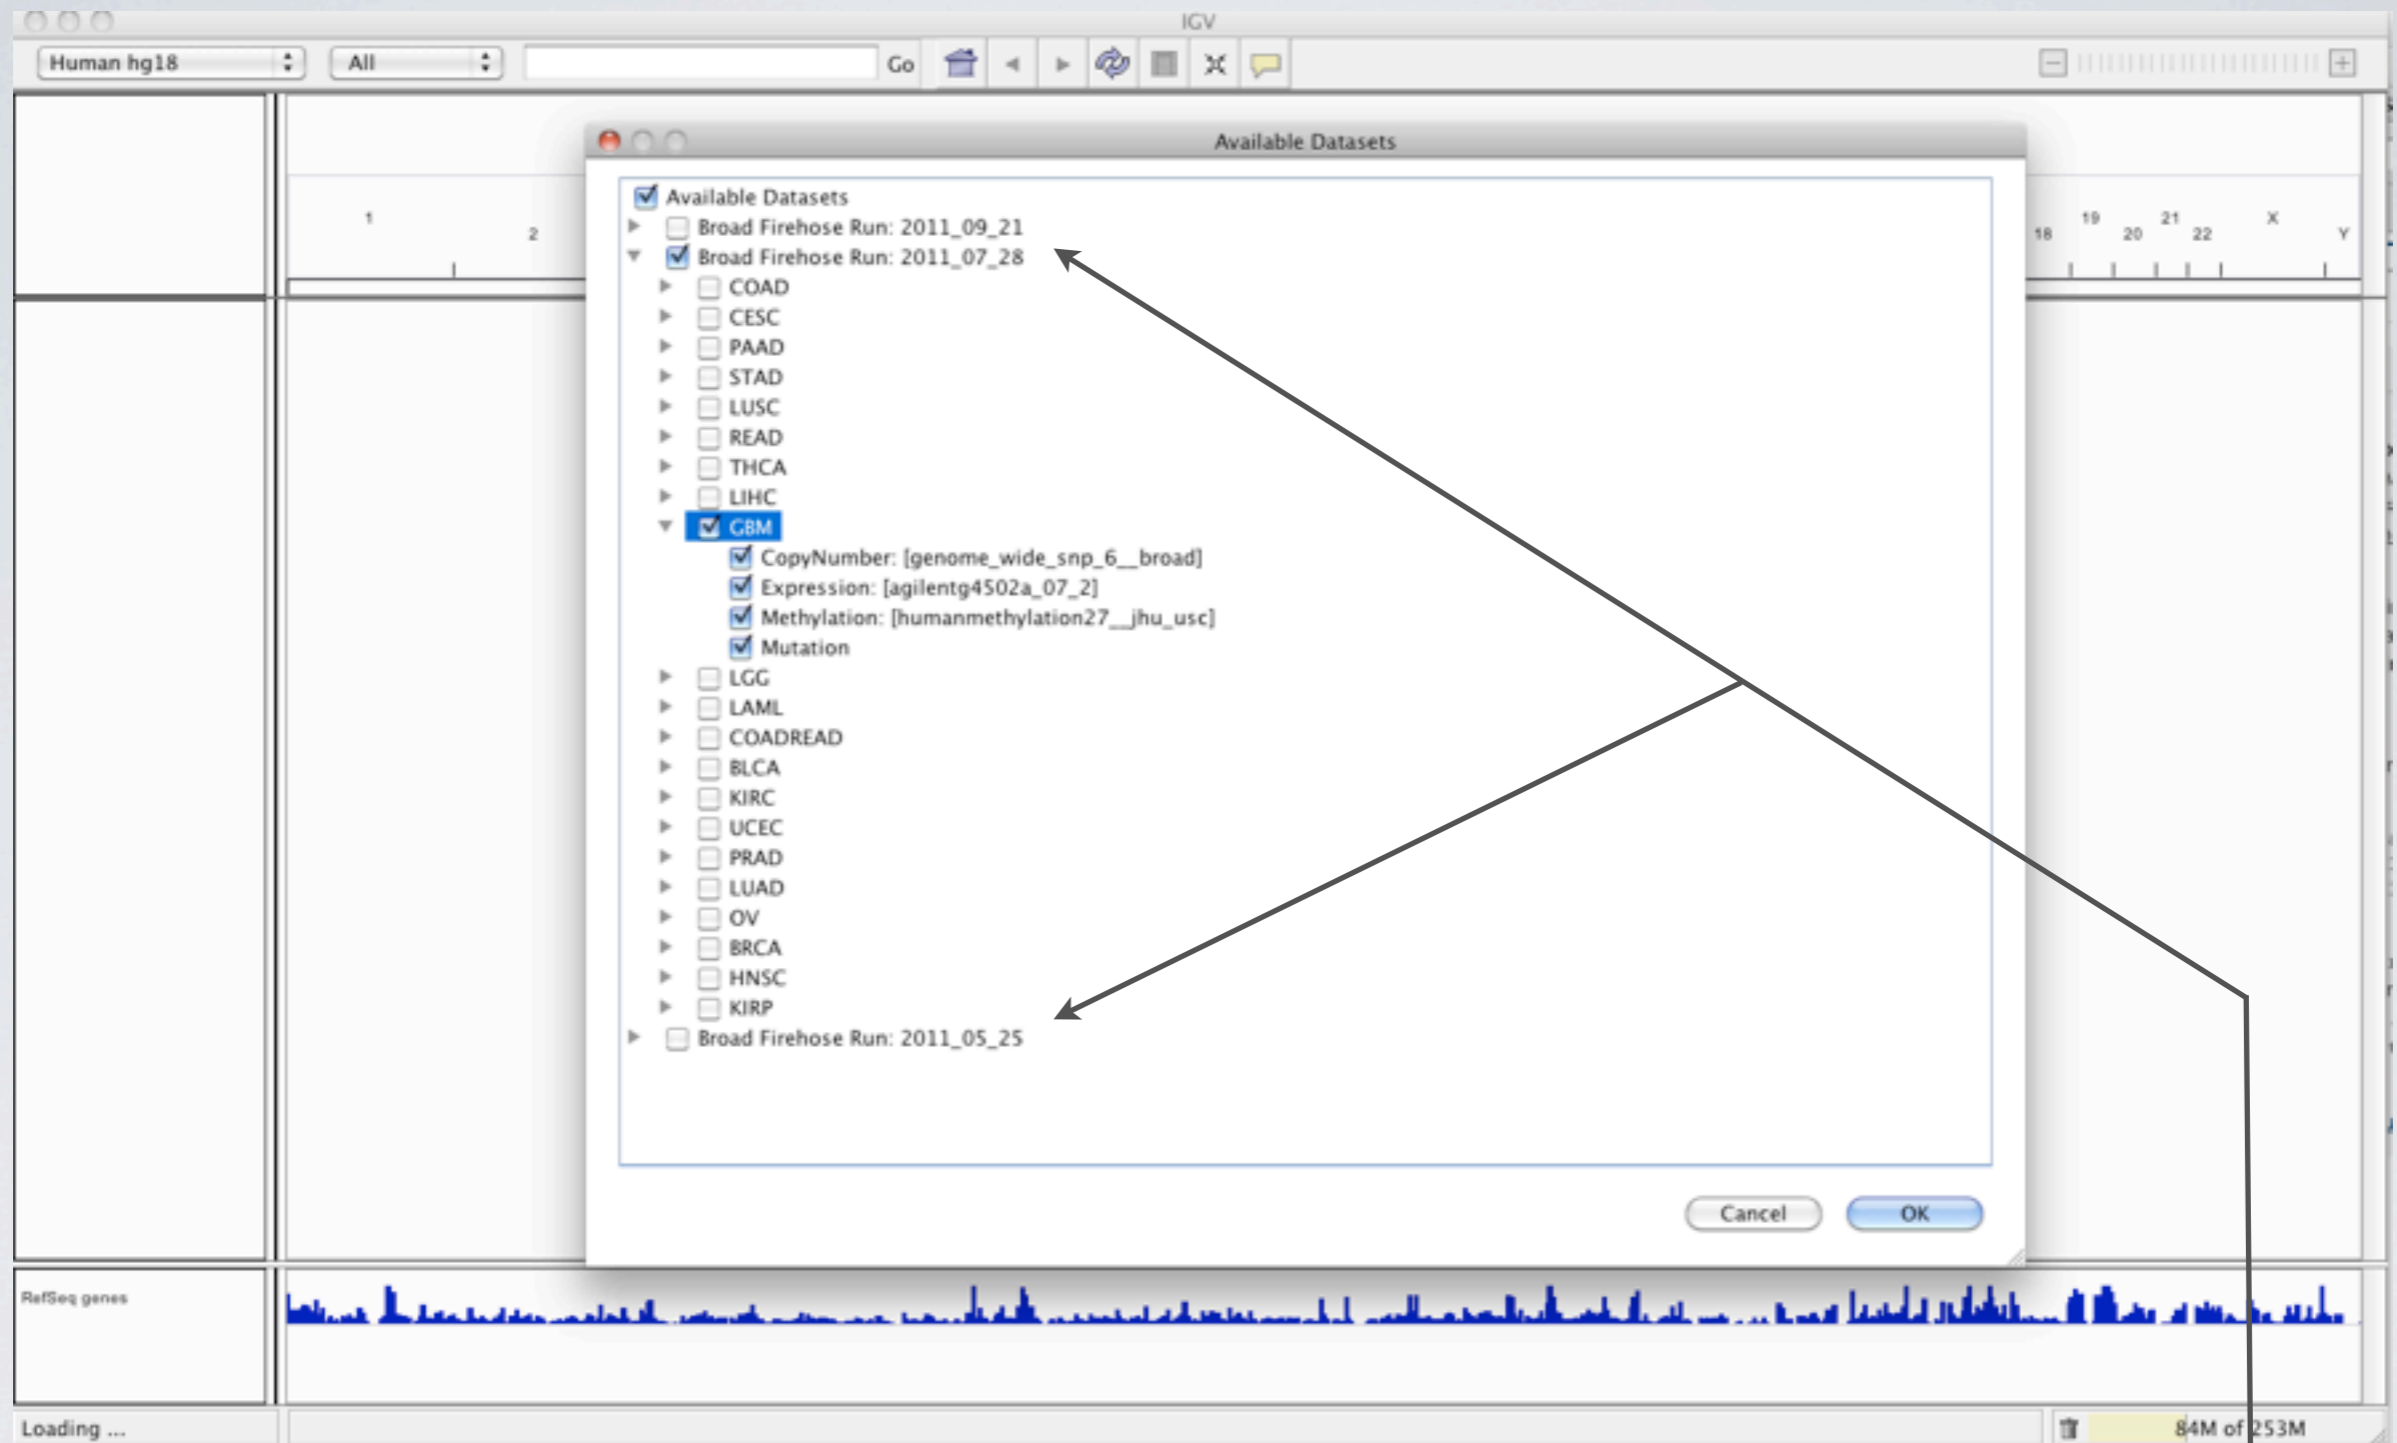 IGV
Human hg18 All Go
Available Datasets
1 2 18 19 20 21 22 X Y
Available Datasets
Broad Firehose Run: 2011_09_21
Broad Firehose Run: 2011_07_28
COAD
CESC
PAAD
STAD
LUSC
READ
THCA
LIHC
GBM
CopyNumber: [genome_wide_snp_6__broad]
Expression: [agilentg4502a_07_2]
Methylation: [humanmethylation27__jhu_usc]
Mutation
LGG
LAML
COADREAD
BLCA
KIRC
UCEC
PRAD
LUAD
OV
BRCA
HNSC
KIRP
Broad Firehose Run: 2011_05_25
Cancel OK
RefSeq genes
Loading ... 84M of 253M